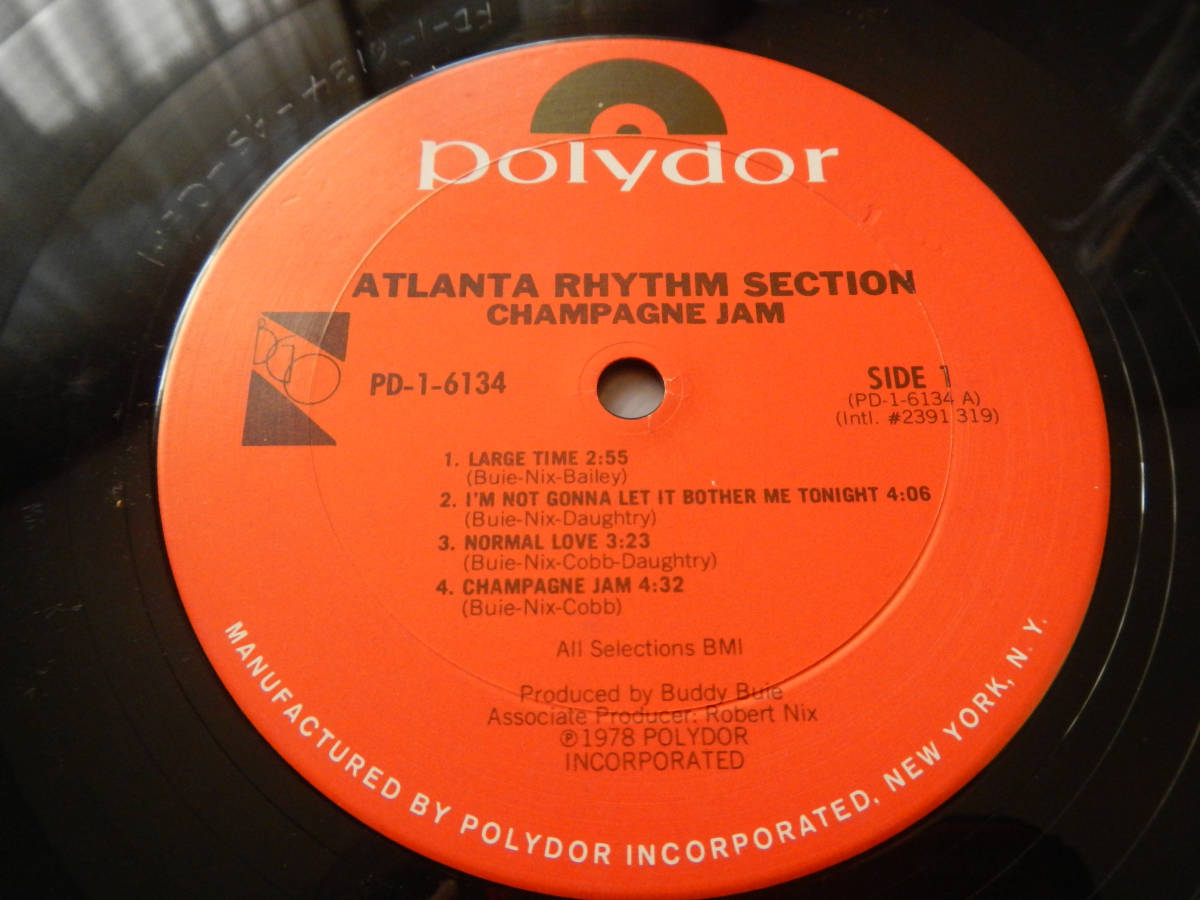 polydor
ATLANTA RHYTHM SECTION
CHAMPAGNE JAM
BGO
PD-1-6134
SIDE 1
(PD-1-6134 A)
(Intl. #2391 319)
1. LARGE TIME 2:55
(Buie-Nix-Bailey)
2. I'M NOT GONNA LET IT BOTHER ME TONIGHT 4:06
(Buie-Nix-Daughtry)
3. NORMAL LOVE 3:23
(Buie-Nix-Cobb-Daughtry)
4. CHAMPAGNE JAM 4:32
(Buie-Nix-Cobb)
All Selections BMI
Produced by Buddy Buie
Associate Producer: Robert Nix
℗1978 POLYDOR
INCORPORATED
MANUFACTURED BY POLYDOR INCORPORATED, NEW YORK, N. Y.